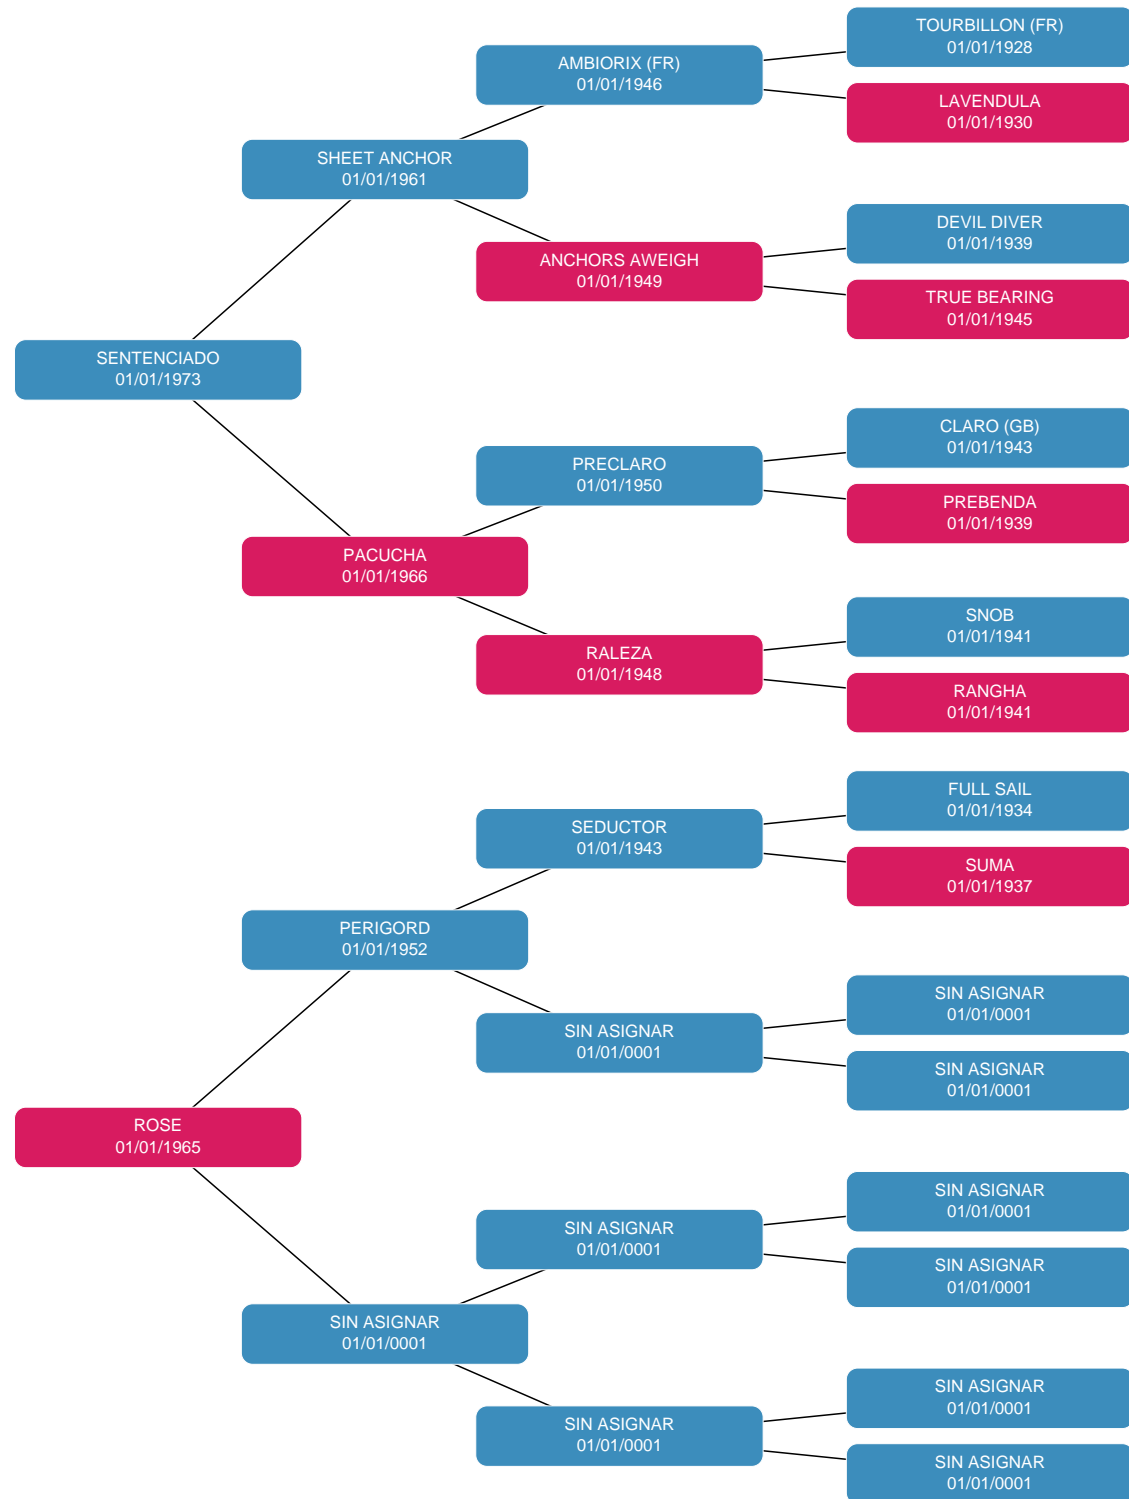 TOURBILLON (FR)
01/01/1928
AMBIORIX (FR)
01/01/1946
LAVENDULA
01/01/1930
SHEET ANCHOR
01/01/1961
DEVIL DIVER
01/01/1939
ANCHORS AWEIGH
01/01/1949
TRUE BEARING
01/01/1945
SENTENCIADO
01/01/1973
CLARO (GB)
01/01/1943
PRECLARO
01/01/1950
PREBENDA
01/01/1939
PACUCHA
01/01/1966
SNOB
01/01/1941
RALEZA
01/01/1948
RANGHA
01/01/1941
FULL SAIL
01/01/1934
SEDUCTOR
01/01/1943
SUMA
01/01/1937
PERIGORD
01/01/1952
SIN ASIGNAR
01/01/0001
SIN ASIGNAR
01/01/0001
SIN ASIGNAR
01/01/0001
ROSE
01/01/1965
SIN ASIGNAR
01/01/0001
SIN ASIGNAR
01/01/0001
SIN ASIGNAR
01/01/0001
SIN ASIGNAR
01/01/0001
SIN ASIGNAR
01/01/0001
SIN ASIGNAR
01/01/0001
SIN ASIGNAR
01/01/0001